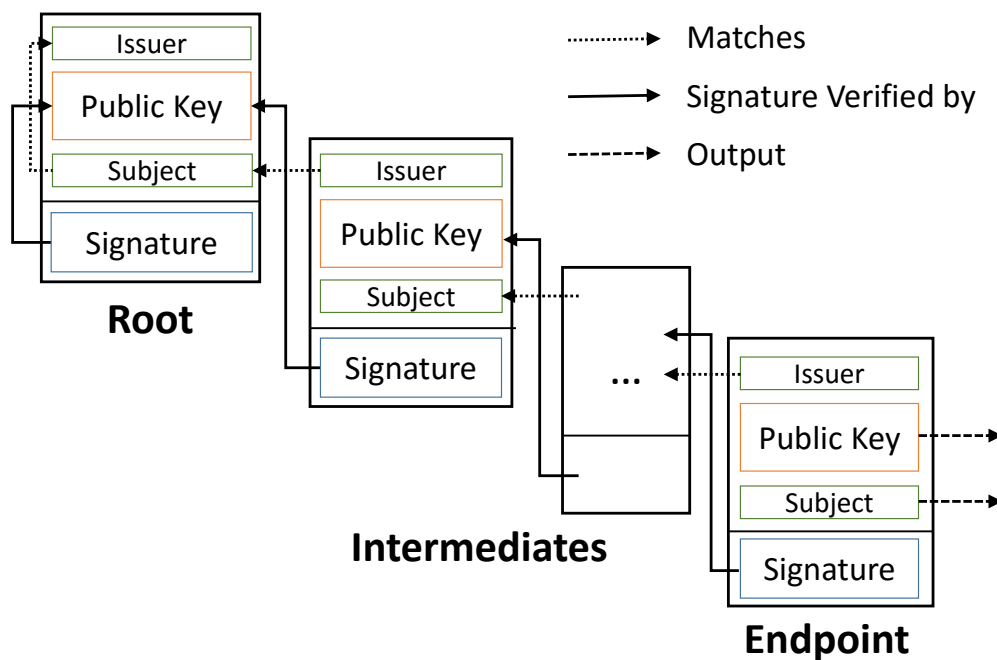 Issuer
Public Key
Subject
Signature
Root
Matches
Signature Verified by
Output
Issuer
Public Key
Subject
Signature
Intermediates
...
Issuer
Public Key
Subject
Signature
Endpoint